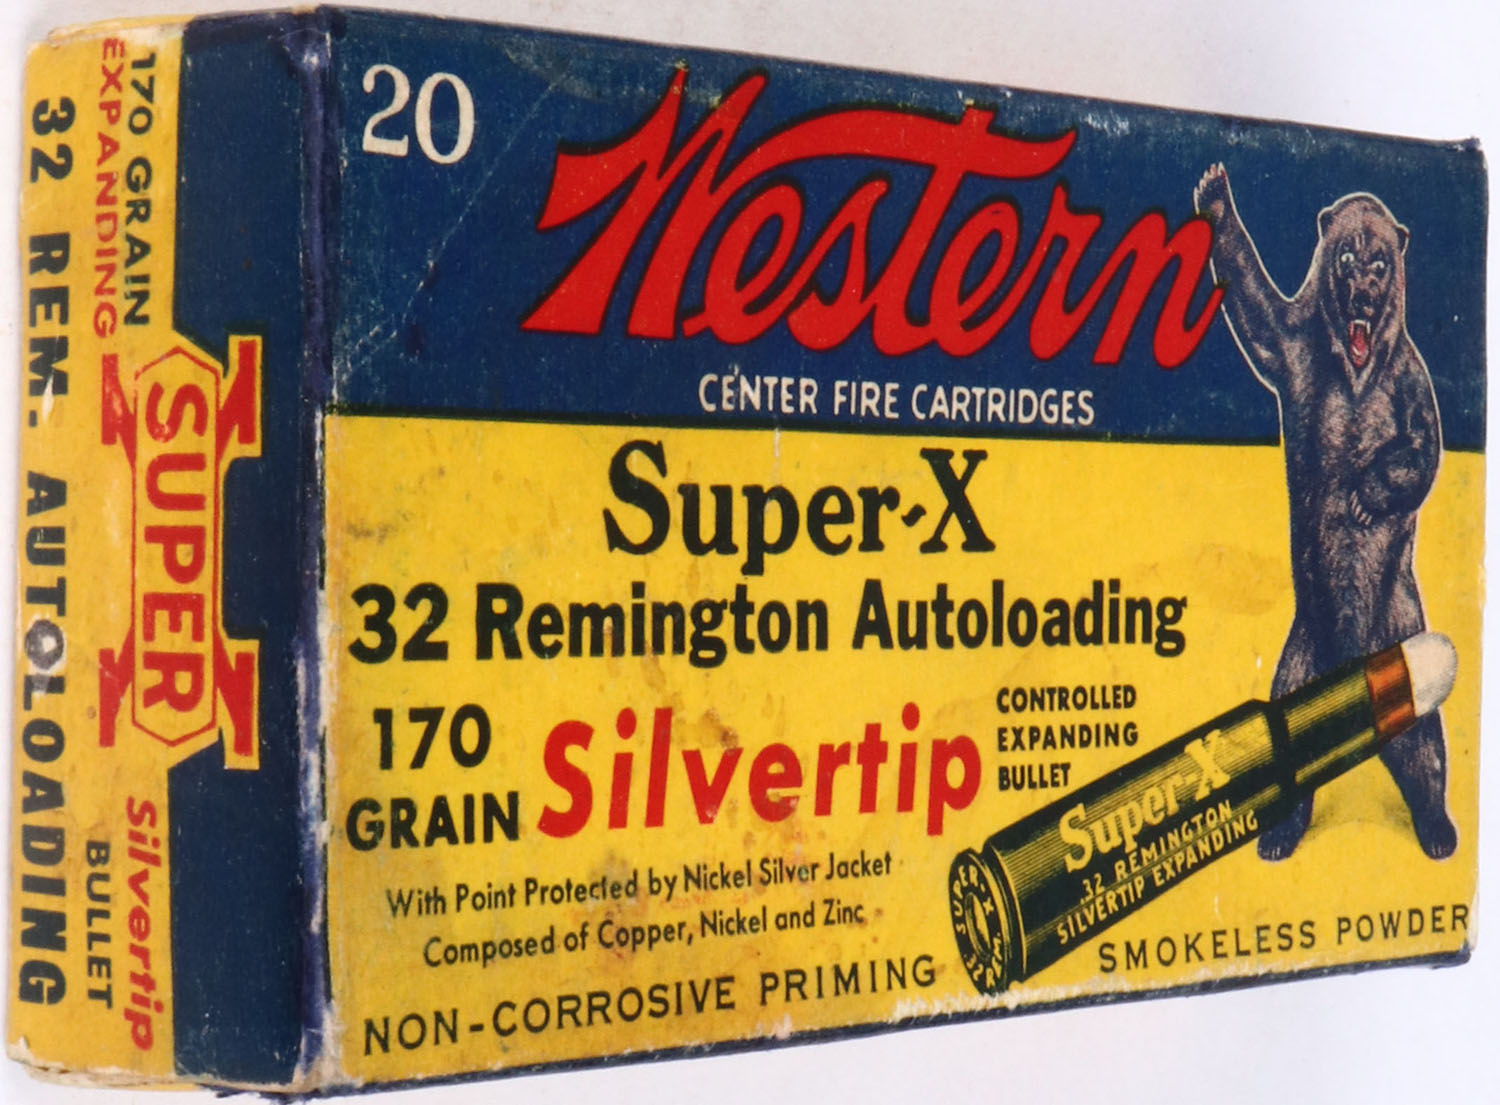 20
Western
CENTER FIRE CARTRIDGES
Super-X
32 Remington Autoloading
170
GRAIN
Silvertip
CONTROLLED
EXPANDING
BULLET
With Point Protected by Nickel Silver Jacket
Composed of Copper, Nickel and Zinc
NON-CORROSIVE PRIMING
SMOKELESS POWDER
Super-X
32 REMINGTON
SILVERTIP EXPANDING
SUPER-X
32 REM.
170 GRAIN
EXPANDING
32 REM. AUTOLOADING
SUPER
X
Silvertip
BULLET